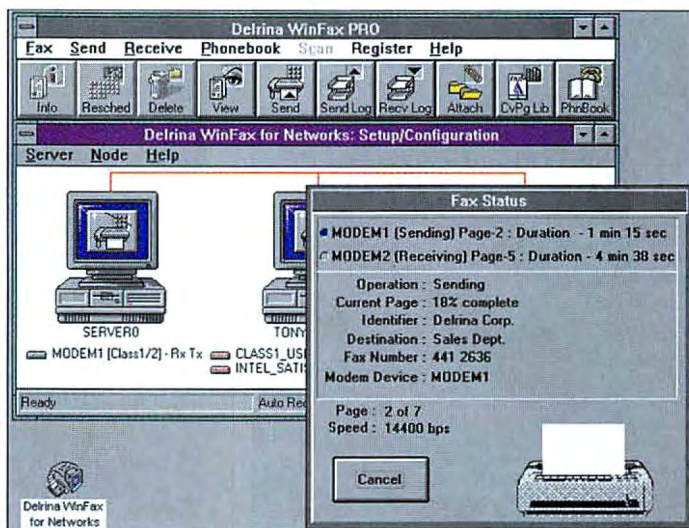 Delrina WinFax PRO
Fax Send Receive Phonebook Scan Register Help
Info Resched Delete View Send Send Log Recv Log Attach CvPg Lib PhnBook
Delrina WinFax for Networks: Setup/Configuration
Server Node Help
SERVER0
MODEM1 [Class1/2] - Rx Tx
TONY
CLASS1_US
INTEL_SATIS
Ready
Auto Rec
Fax Status
MODEM1 (Sending) Page-2 : Duration - 1 min 15 sec
MODEM2 (Receiving) Page-5 : Duration - 4 min 38 sec
Operation : Sending
Current Page : 18% complete
Identifier : Delrina Corp.
Destination : Sales Dept.
Fax Number : 441 2636
Modem Device : MODEM1
Page : 2 of 7
Speed : 14400 bps
Cancel
Delrina WinFax
for Networks